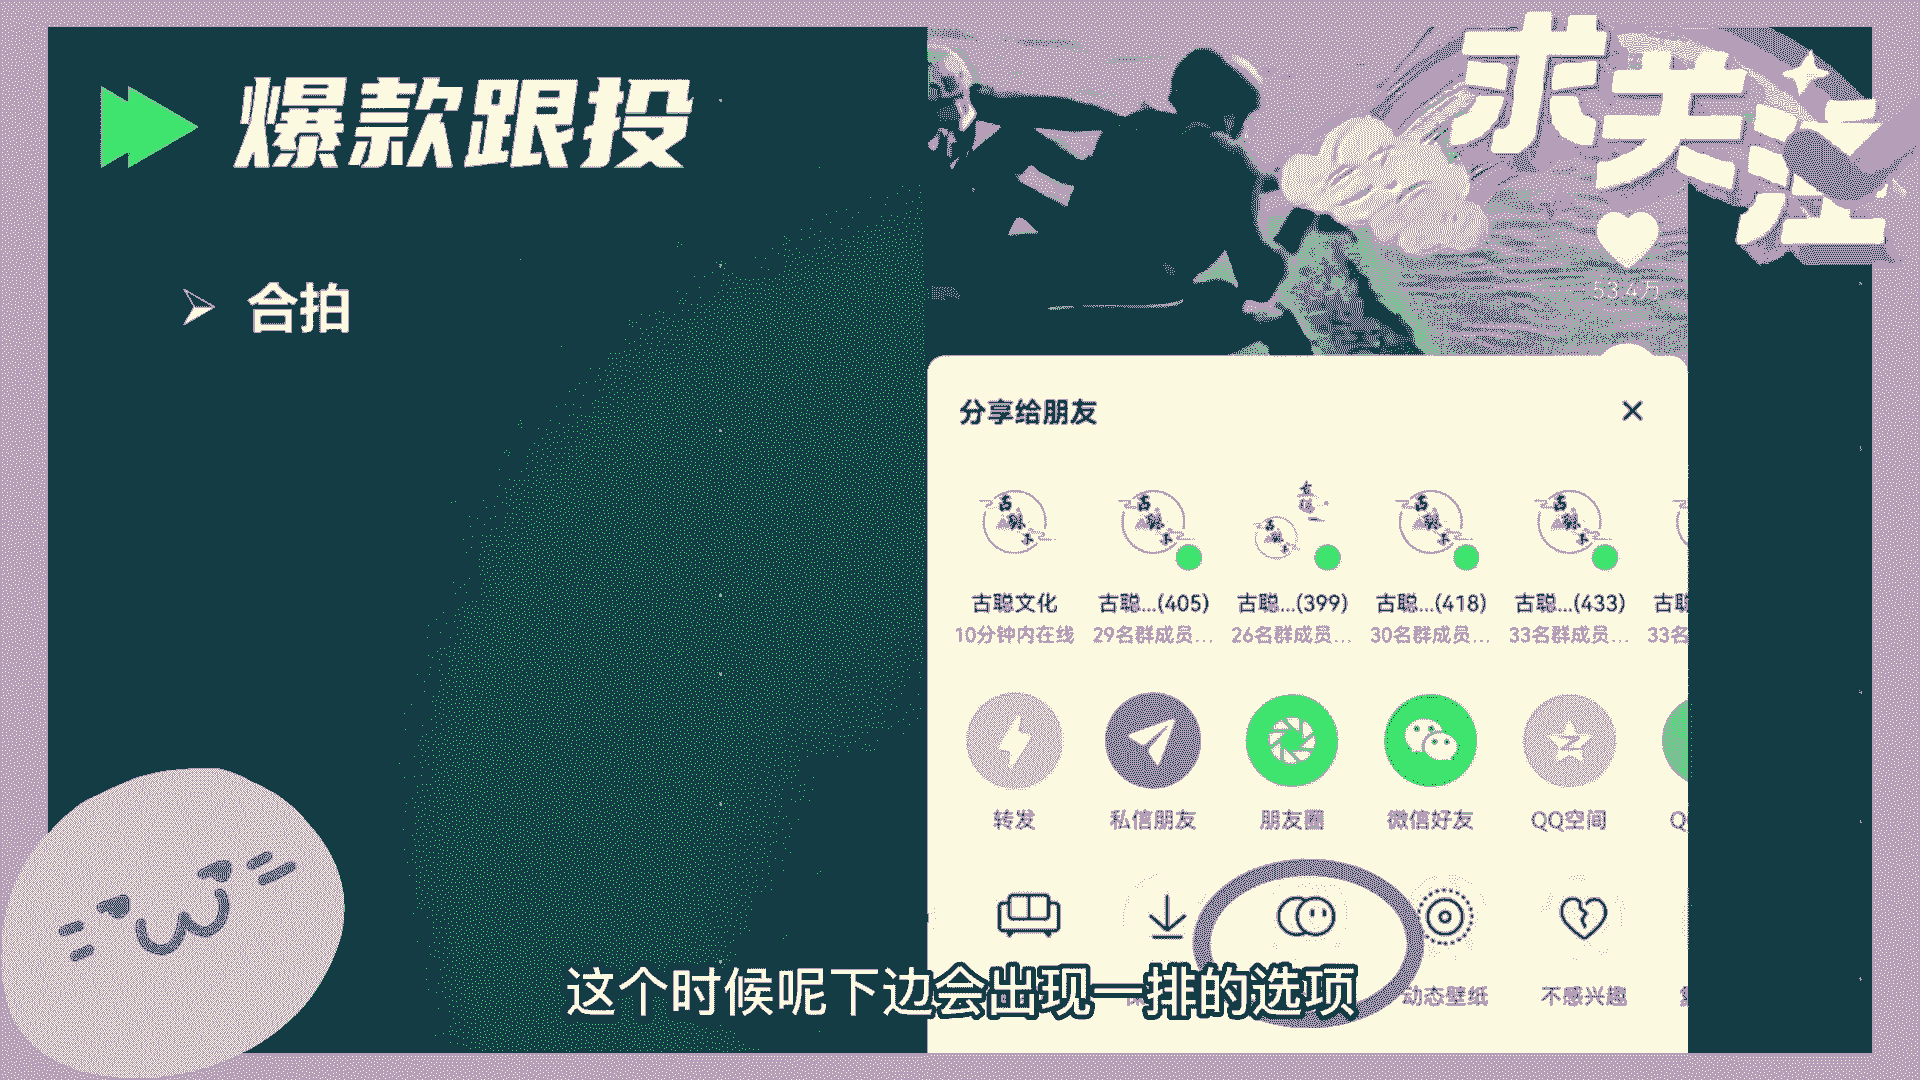 爆款跟投
求关注
合拍
53.4万
分享给朋友
古聪文化
古聪...(405)
古聪...(399)
古聪...(418)
古聪...(433)
古聪
10分钟内在线
29名群成员...
26名群成员...
30名群成员...
33名群成员...
33名
转发
私信朋友
朋友圈
微信好友
QQ空间
动态壁纸
不感兴趣
这个时候呢下边会出现一排的选项